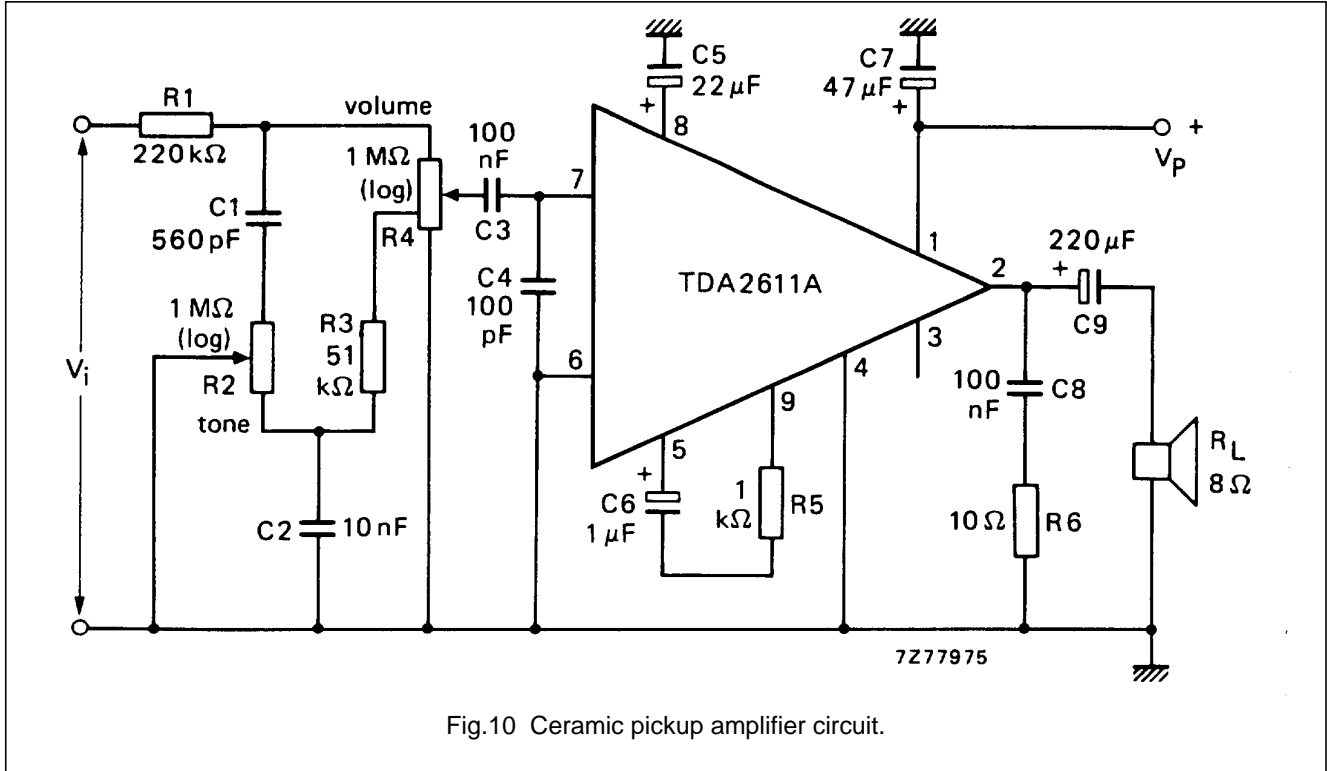 R1
220 kΩ
volume
C1
560 pF
1 MΩ
(log)
R2
tone
Vi
R3
51
kΩ
C2
10 nF
1 MΩ
(log)
R4
100
nF
C3
C4
100
pF
7
6
C5
22 µF
+
8
TDA2611A
5
+
C6
1 µF
9
1
kΩ
R5
4
3
C7
47 µF
+
1
+
VP
2
220 µF
+
C9
100
nF
C8
10 Ω
R6
RL
8 Ω
7Z77975
Fig.10 Ceramic pickup amplifier circuit.